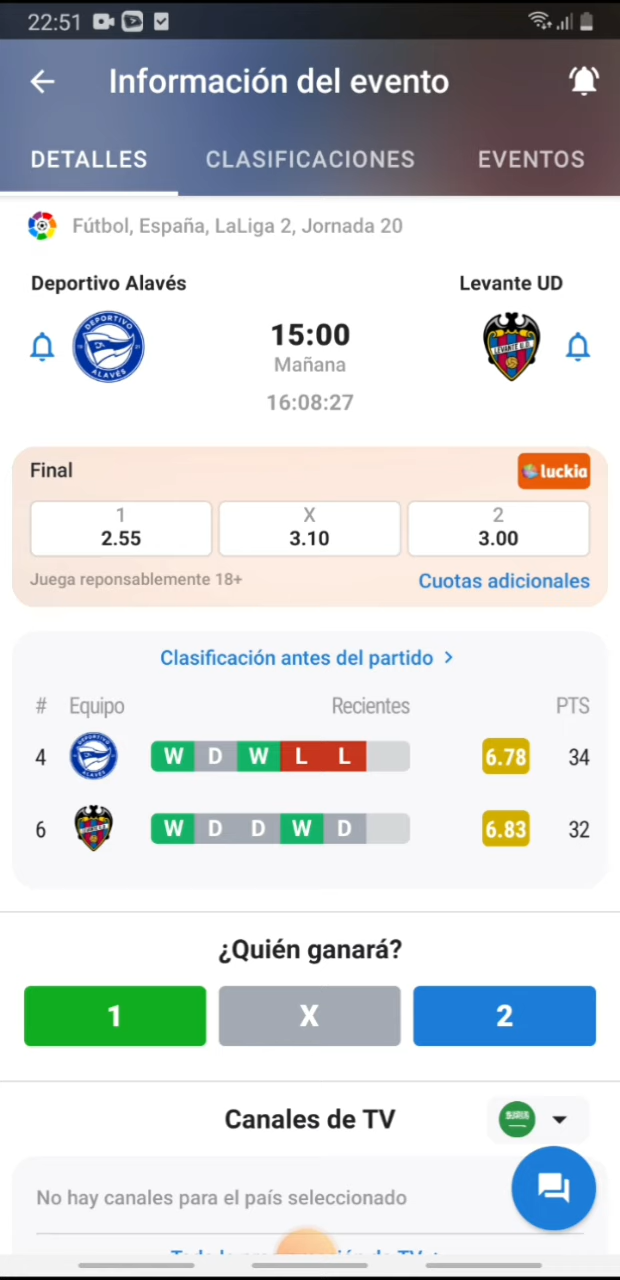 22:51
Información del evento
DETALLES CLASIFICACIONES EVENTOS
Fútbol, España, LaLiga 2, Jornada 20
Deportivo Alavés Levante UD
DEPORTIVO
ALAVÉS
LEVANTE U.D.
15:00
Mañana
16:08:27
Final luckia
1 X 2
2.55 3.10 3.00
Juega reponsablemente 18+ Cuotas adicionales
Clasificación antes del partido >
# Equipo Recientes PTS
4 W D W L L 6.78 34
6 W D D W D 6.83 32
¿Quién ganará?
1 X 2
Canales de TV
No hay canales para el país seleccionado